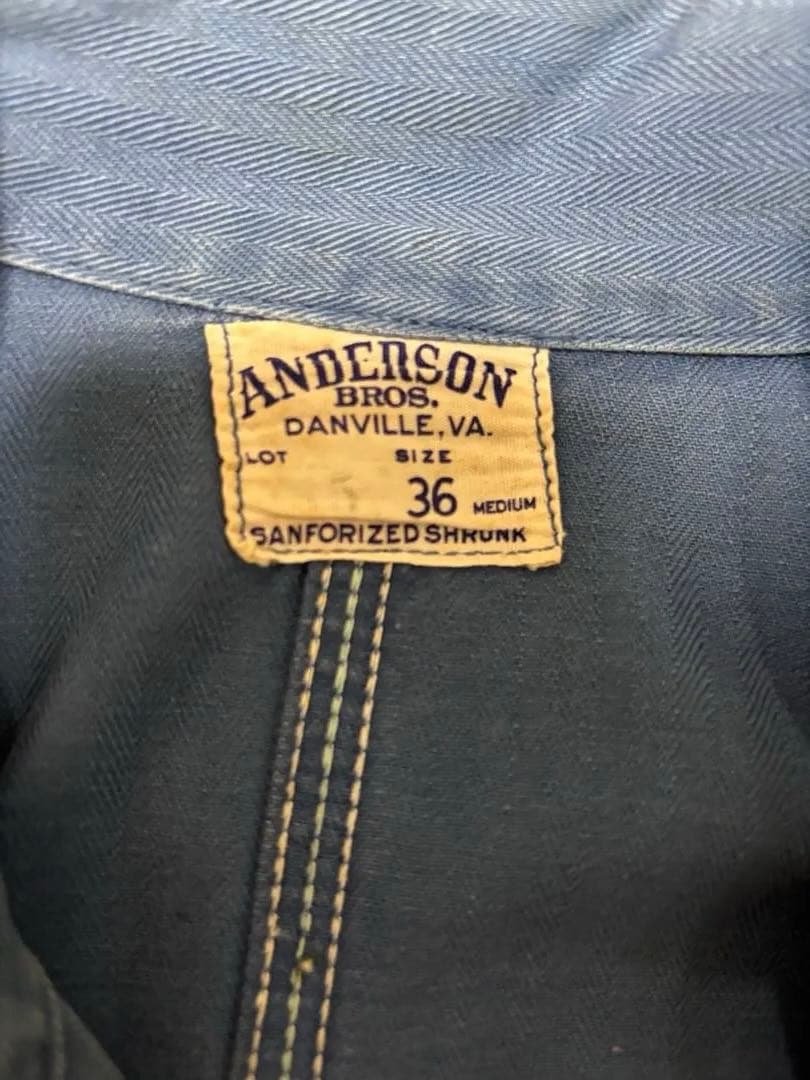 ANDERSON
BROS.
DANVILLE, VA.
LOT SIZE
36 MEDIUM
SANFORIZED SHRUNK